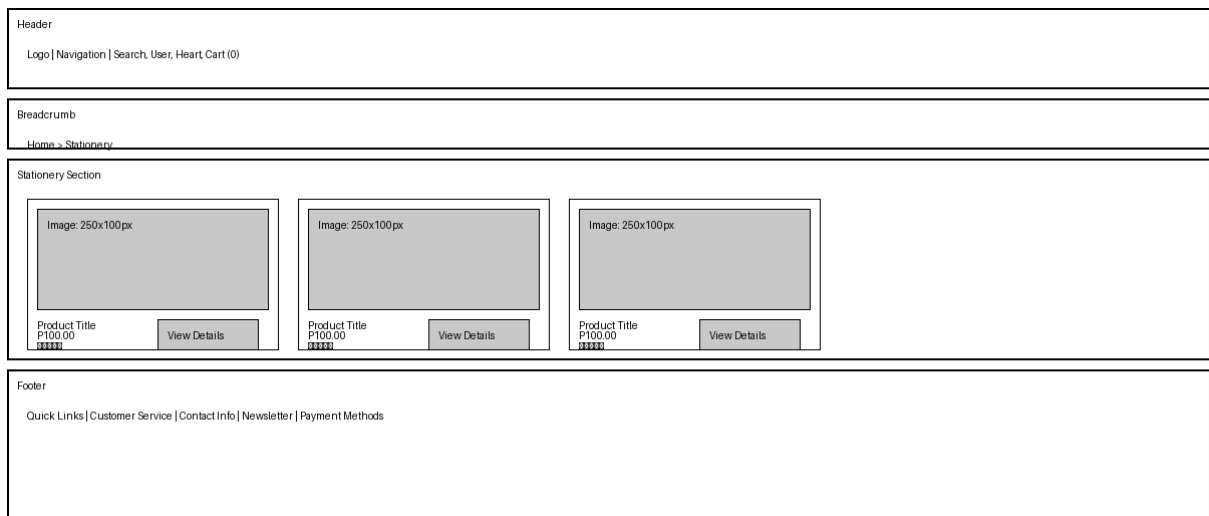 Header
Logo | Navigation | Search, User, Heart, Cart (0)
Breadcrumb
Home > Stationery
Stationery Section
Image: 250x100px
Product Title
P100.00
View Details
Image: 250x100px
Product Title
P100.00
View Details
Image: 250x100px
Product Title
P100.00
View Details
Footer
Quick Links | Customer Service | Contact Info | Newsletter | Payment Methods